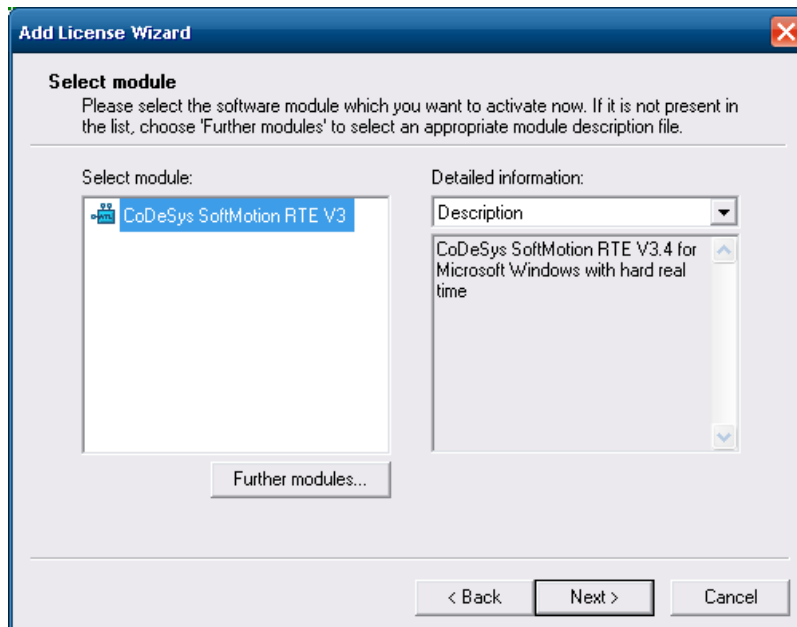 Add License Wizard
Select module
Please select the software module which you want to activate now. If it is not present in
the list, choose 'Further modules' to select an appropriate module description file.
Select module:
CoDeSys SoftMotion RTE V3
Further modules...
Detailed information:
Description
CoDeSys SoftMotion RTE V3.4 for
Microsoft Windows with hard real
time
< Back
Next >
Cancel